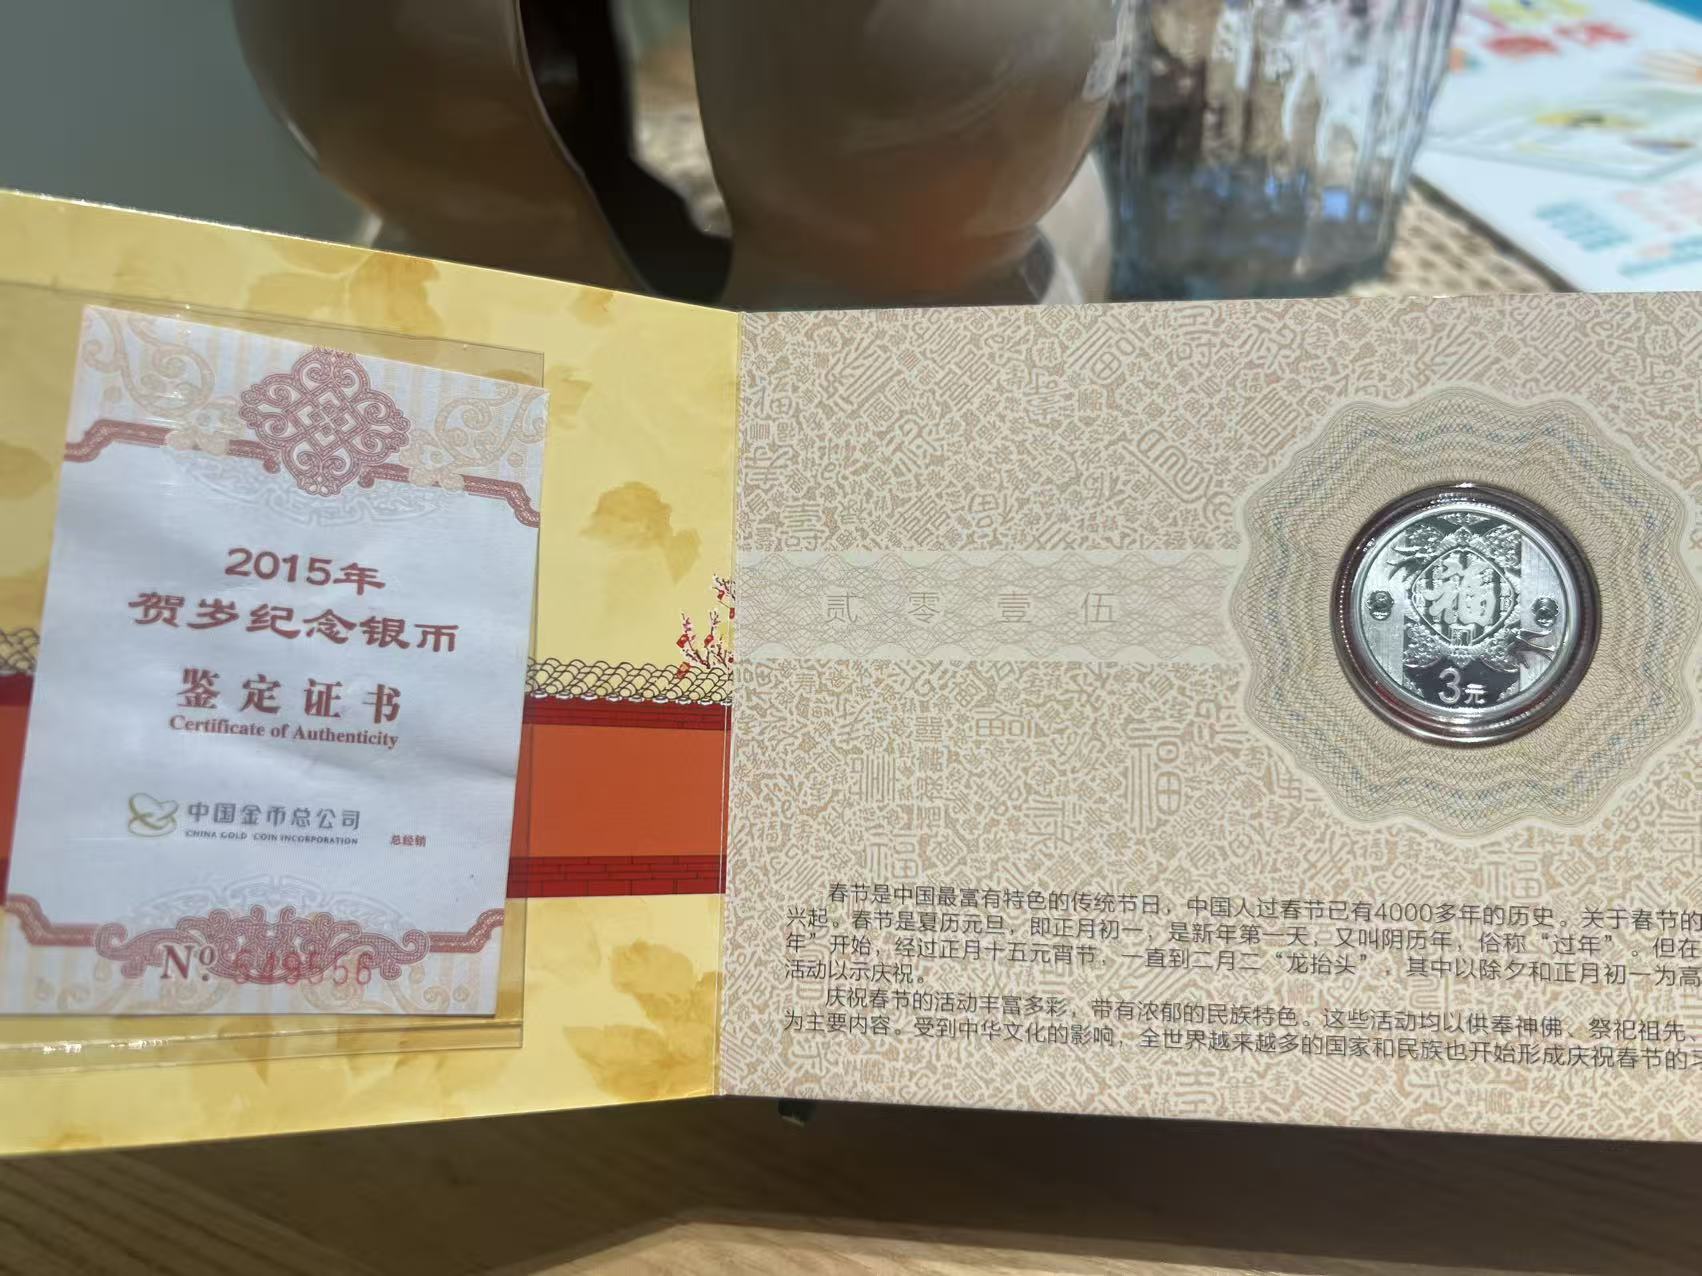 2015年
贺岁纪念银币
鉴定证书
Certificate of Authenticity
中国金币总公司
CHINA GOLD COIN INCORPORATION
总经销
Nº 549556
贰零壹伍
福
3元
春节是中国最富有特色的传统节日，中国人过春节已有4000多年的历史。关于春节的
兴起。春节是夏历元旦，即正月初一，是新年第一天，又叫阴历年，俗称“过年”。但在
年”开始，经过正月十五元宵节，一直到二月二“龙抬头”，其中以除夕和正月初一为高
活动以示庆祝。
庆祝春节的活动丰富多彩，带有浓郁的民族特色。这些活动均以供奉神佛、祭祀祖先、
为主要内容。受到中华文化的影响，全世界越来越多的国家和民族也开始形成庆祝春节的习